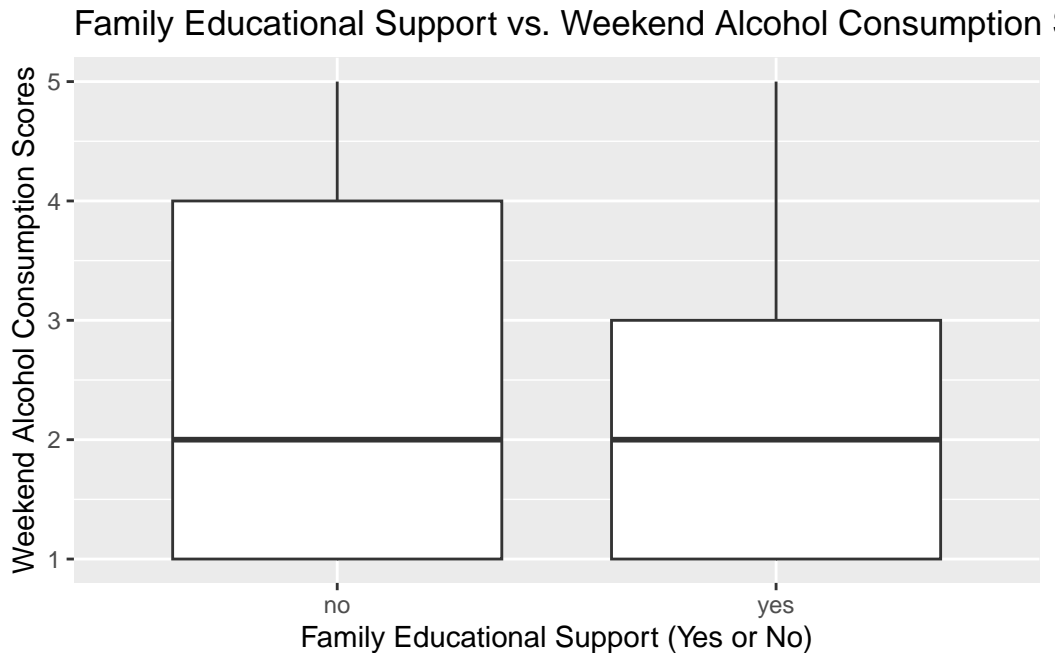 Family Educational Support vs. Weekend Alcohol Consumption
Weekend Alcohol Consumption Scores
5
4
3
2
1
no
yes
Family Educational Support (Yes or No)